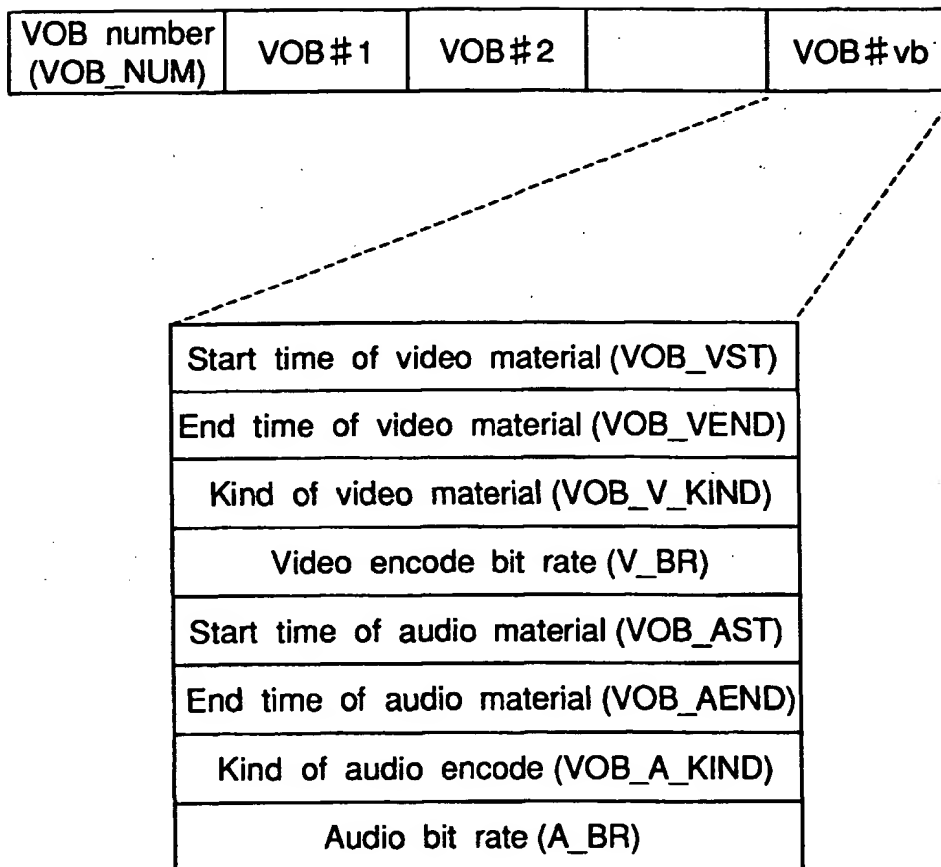 VOB number
(VOB_NUM)
VOB#1
VOB#2
VOB#vb
Start time of video material (VOB_VST)
End time of video material (VOB_VEND)
Kind of video material (VOB_V_KIND)
Video encode bit rate (V_BR)
Start time of audio material (VOB_AST)
End time of audio material (VOB_AEND)
Kind of audio encode (VOB_A_KIND)
Audio bit rate (A_BR)